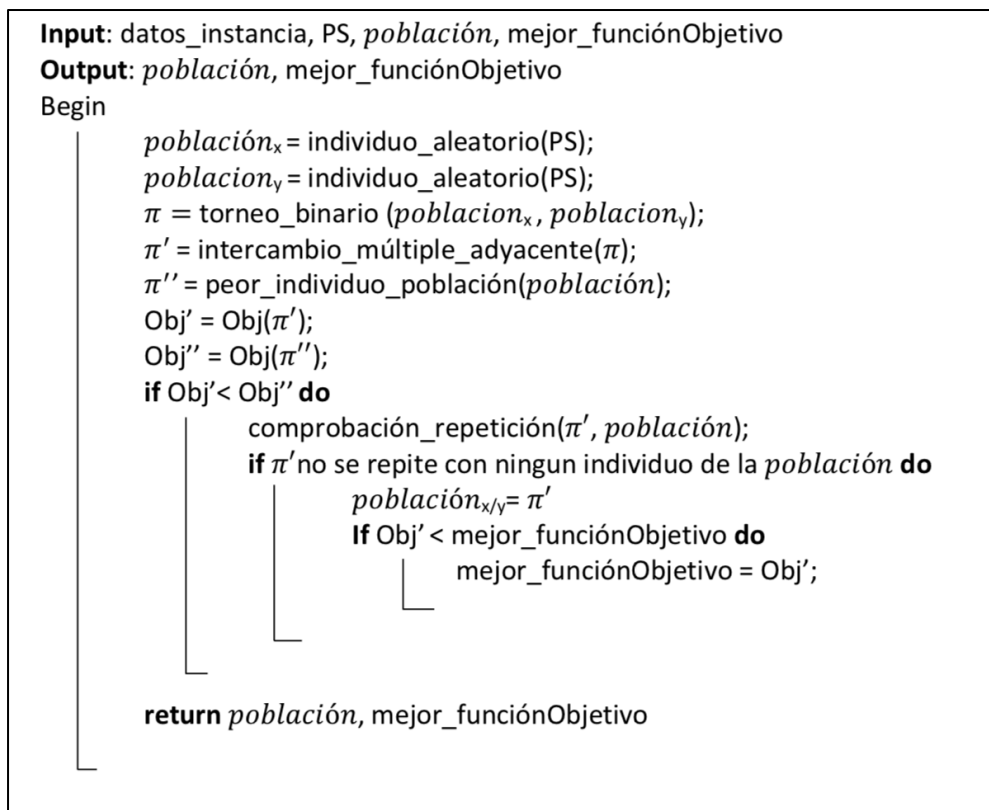 Input: datos_instancia, PS, población, mejor_funciónObjetivo
Output: población, mejor_funciónObjetivo
Begin
poblaciónₓ = individuo_aleatorio(PS);
poblacion_y = individuo_aleatorio(PS);
π = torneo_binario (poblacionₓ, poblacion_y);
π′ = intercambio_múltiple_adyacente(π);
π′′ = peor_individuo_población(población);
Obj’ = Obj(π′);
Obj’’ = Obj(π′′);
if Obj’< Obj’’ do
comprobación_repetición(π′, población);
if π′no se repite con ningun individuo de la población do
población_x/y= π′
If Obj’ < mejor_funciónObjetivo do
mejor_funciónObjetivo = Obj’;
return población, mejor_funciónObjetivo